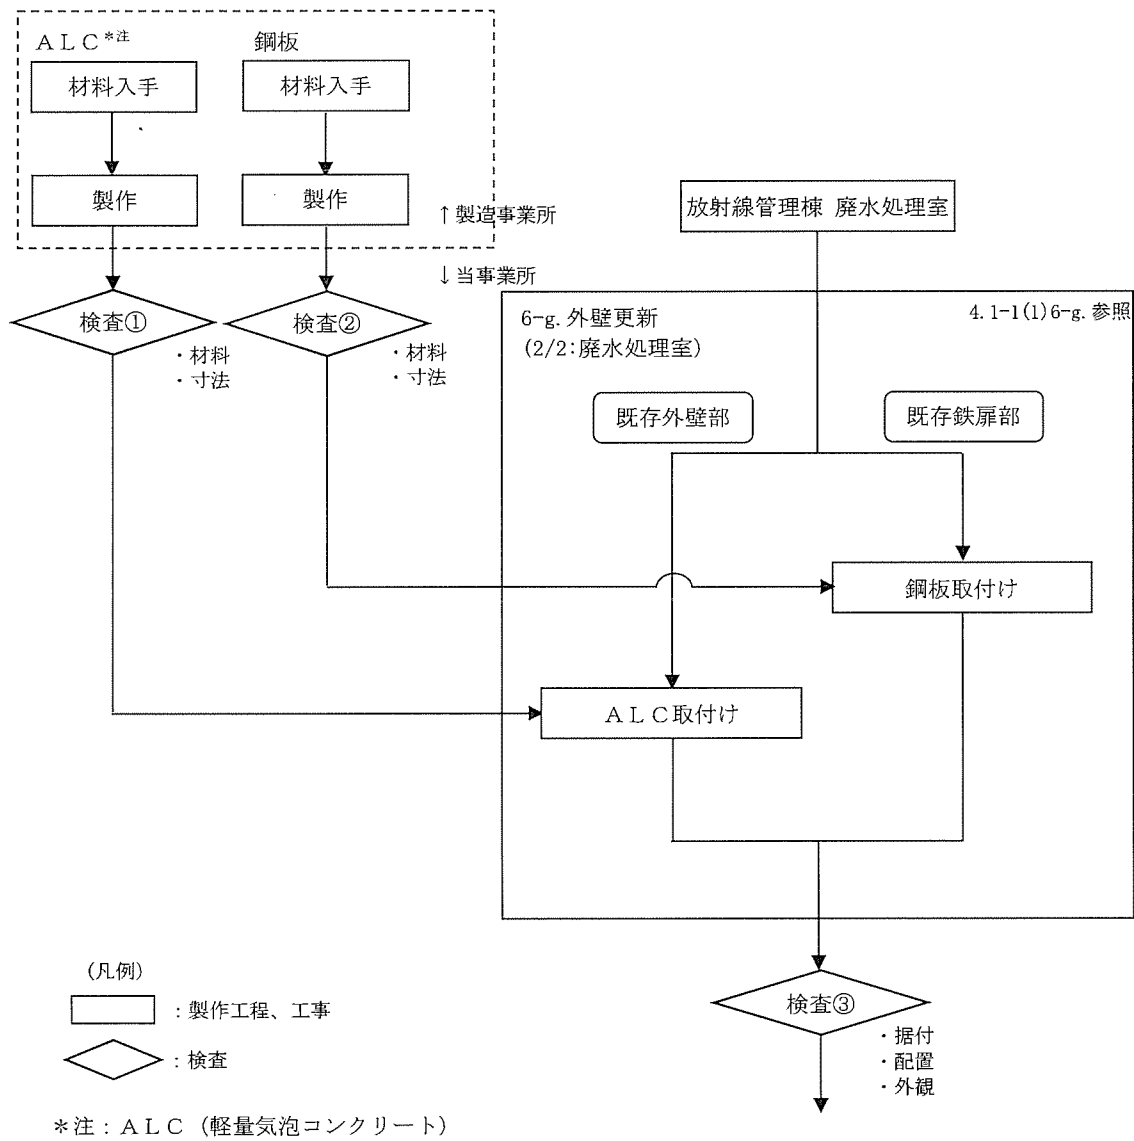 ＡＬＣ*注
鋼板
材料入手
材料入手
製作
製作
↑製造事業所
↓当事業所
放射線管理棟 廃水処理室
検査①
・材料
・寸法
検査②
・材料
・寸法
6-g.外壁更新
(2/2:廃水処理室)
4.1-1(1)6-g.参照
既存外壁部
既存鉄扉部
鋼板取付け
ＡＬＣ取付け
検査③
・据付
・配置
・外観
(凡例)
：製作工程、工事
：検査
*注：ＡＬＣ（軽量気泡コンクリート）